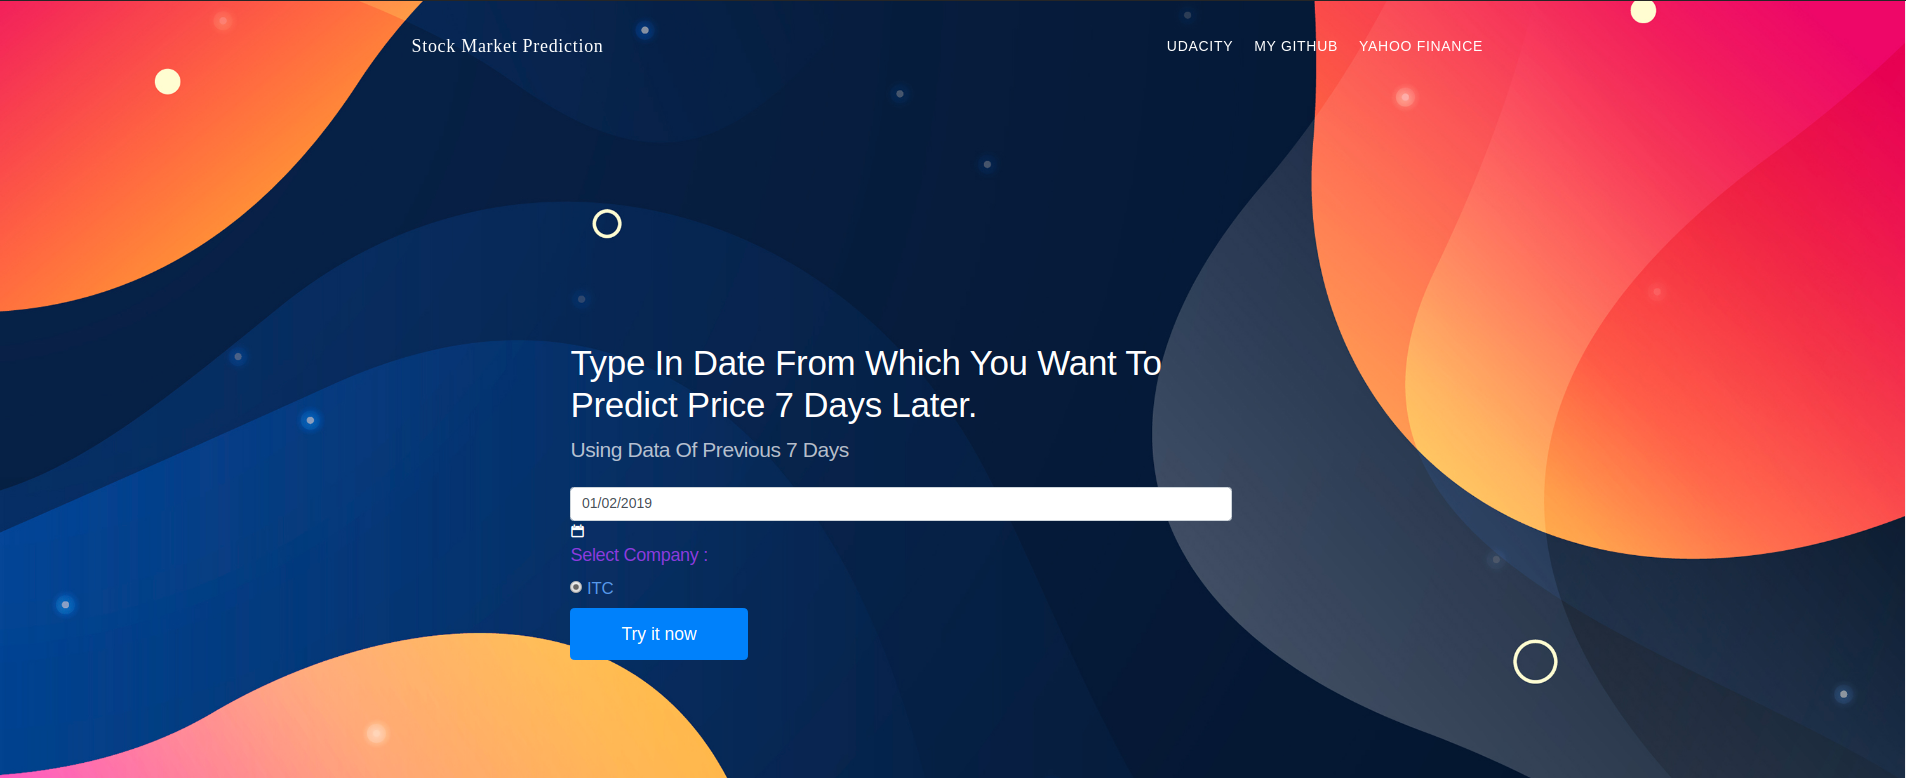 Stock Market Prediction
UDACITY MY GITHUB YAHOO FINANCE
Type In Date From Which You Want To
Predict Price 7 Days Later.
Using Data Of Previous 7 Days
01/02/2019
Select Company :
ITC
Try it now